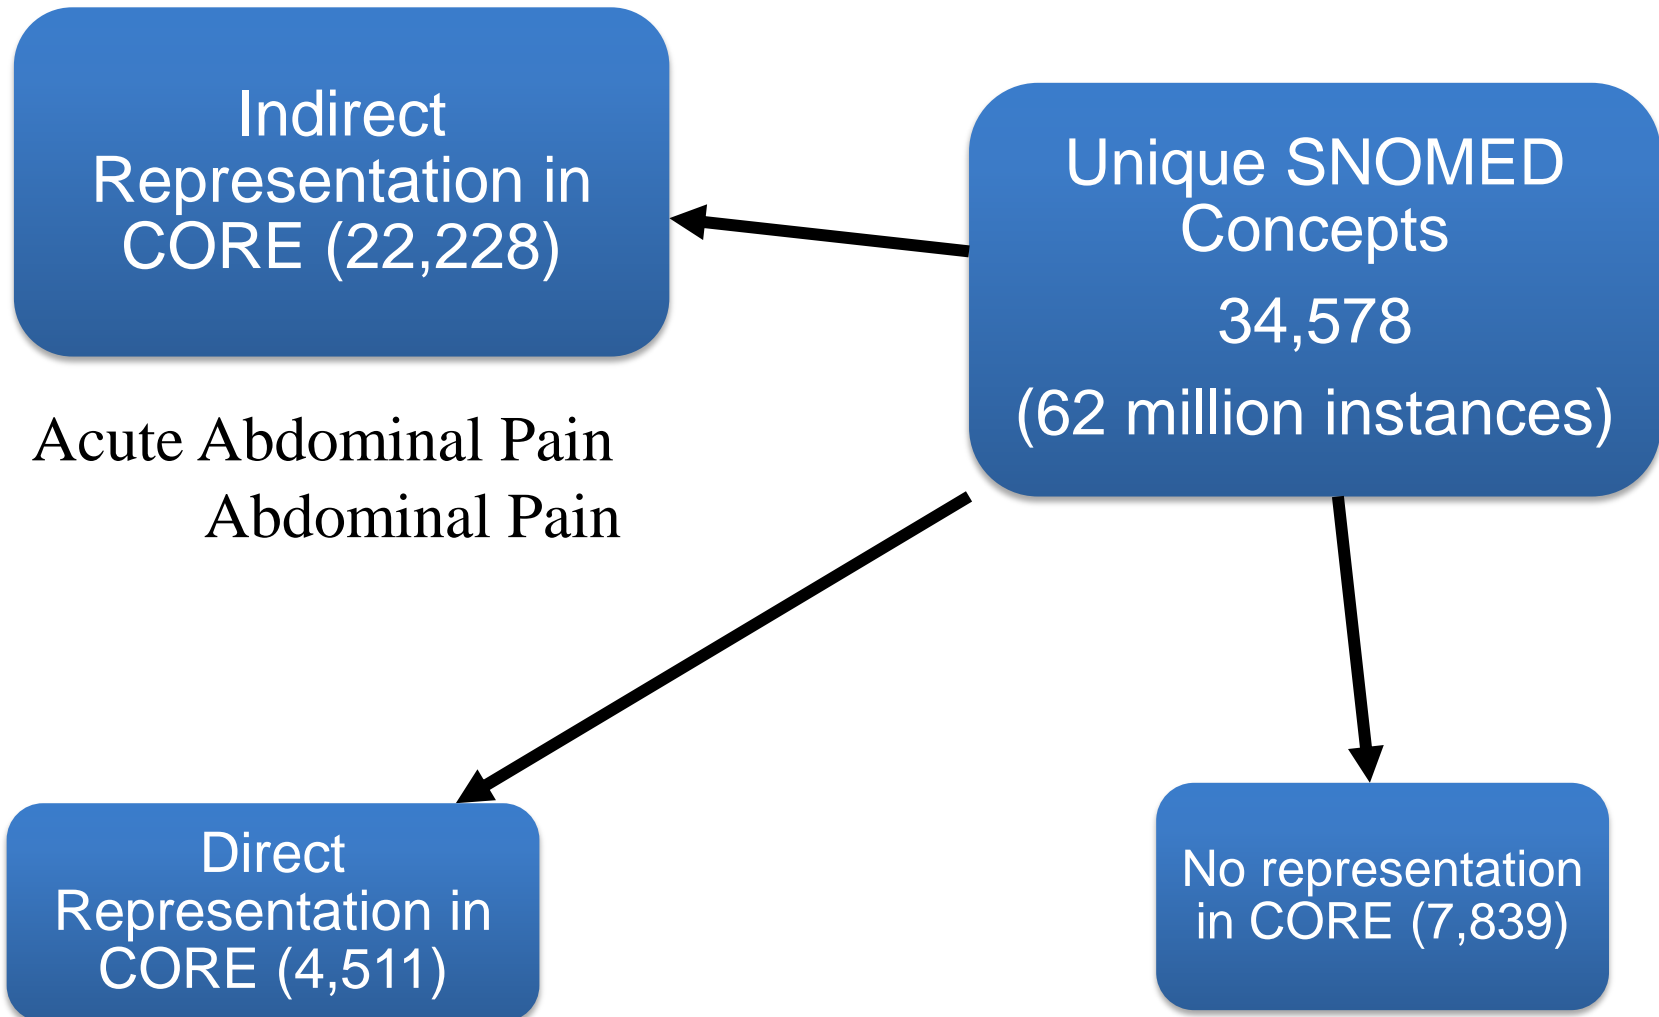 Indirect
Representation in
CORE (22,228)
Unique SNOMED
Concepts
34,578
(62 million instances)
Acute Abdominal Pain
Abdominal Pain
Direct
Representation in
CORE (4,511)
No representation
in CORE (7,839)